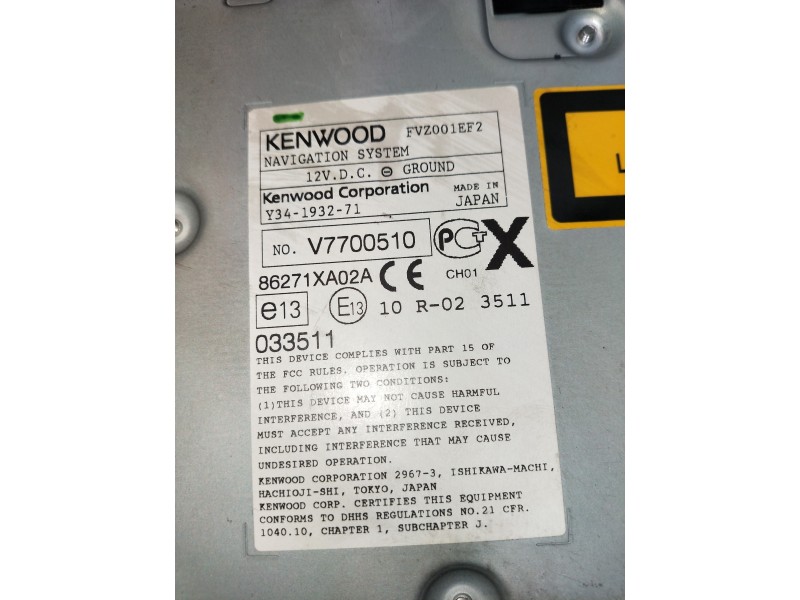 KENWOOD FVZ001EF2
NAVIGATION SYSTEM
12V.D.C. ⊖ GROUND
Kenwood Corporation MADE IN
Y34-1932-71 JAPAN
NO. V7700510
86271XA02A CE CH01 X
e13 E13 10 R-02 3511
033511
THIS DEVICE COMPLIES WITH PART 15 OF
THE FCC RULES. OPERATION IS SUBJECT TO
THE FOLLOWING TWO CONDITIONS:
(1)THIS DEVICE MAY NOT CAUSE HARMFUL
INTERFERENCE, AND (2) THIS DEVICE
MUST ACCEPT ANY INTERFERENCE RECEIVED,
INCLUDING INTERFERENCE THAT MAY CAUSE
UNDESIRED OPERATION.
KENWOOD CORPORATION 2967-3, ISHIKAWA-MACHI,
HACHIOJI-SHI, TOKYO, JAPAN
KENWOOD CORP. CERTIFIES THIS EQUIPMENT
CONFORMS TO DHHS REGULATIONS NO.21 CFR.
1040.10, CHAPTER 1, SUBCHAPTER J.